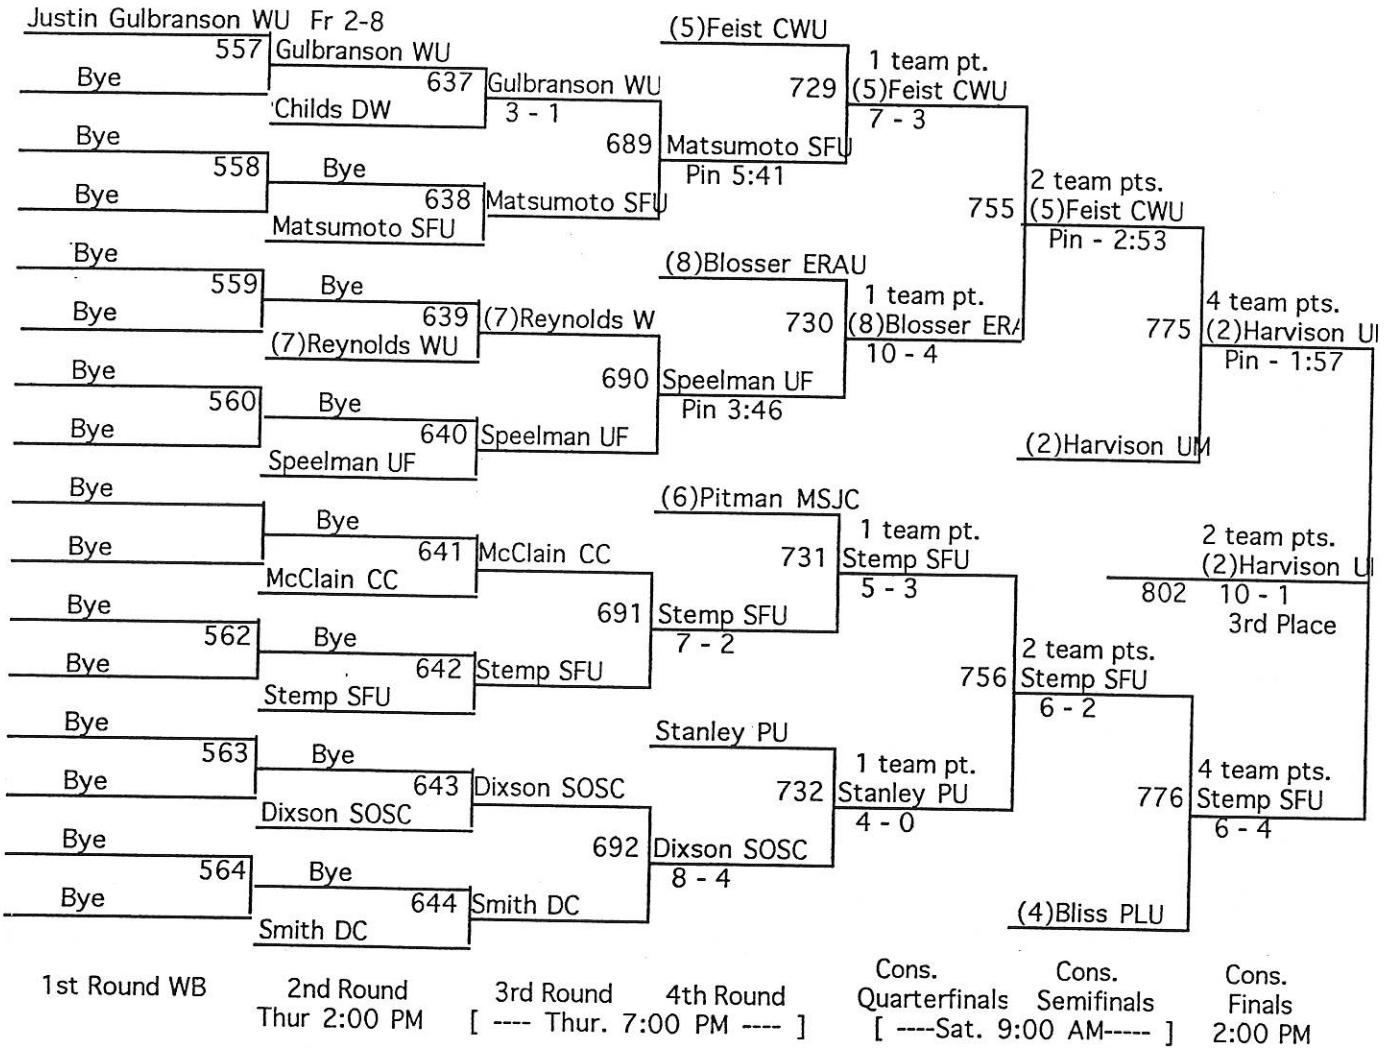 Justin Gulbranson WU Fr 2-8
557
Bye
Bye
558
Bye
Bye
559
Bye
Bye
560
Bye
Bye
Bye
Bye
562
Bye
Bye
563
Bye
Bye
564
Bye
1st Round WB
Gulbranson WU
637
Childs DW
Bye
638
Matsumoto SFU
Bye
639
(7)Reynolds WU
Bye
640
Speelman UF
Bye
641
McClain CC
Bye
642
Stemp SFU
Bye
643
Dixson SOSC
Bye
644
Smith DC
2nd Round
Thur 2:00 PM
Gulbranson WU
3 - 1
689
Matsumoto SFU
(7)Reynolds W
690
Speelman UF
McClain CC
691
Stemp SFU
Dixson SOSC
692
Smith DC
3rd Round 4th Round
[ ---- Thur. 7:00 PM ---- ]
(5)Feist CWU
729
Matsumoto SFU
Pin 5:41
(8)Blosser ERAU
730
Speelman UF
Pin 3:46
(6)Pitman MSJC
731
Stemp SFU
7 - 2
Stanley PU
732
Dixson SOSC
8 - 4
1 team pt.
(5)Feist CWU
7 - 3
755
1 team pt.
(8)Blosser ERA
10 - 4
1 team pt.
Stemp SFU
5 - 3
756
1 team pt.
Stanley PU
4 - 0
Cons.
Quarterfinals
2 team pts.
(5)Feist CWU
Pin - 2:53
775
(2)Harvison UM
2 team pts.
Stemp SFU
6 - 2
776
(4)Bliss PLU
Cons.
Semifinals
[ ----Sat. 9:00 AM----- ]
4 team pts.
(2)Harvison U
Pin - 1:57
2 team pts.
(2)Harvison U
802 10 - 1
3rd Place
4 team pts.
Stemp SFU
6 - 4
Cons.
Finals
2:00 PM